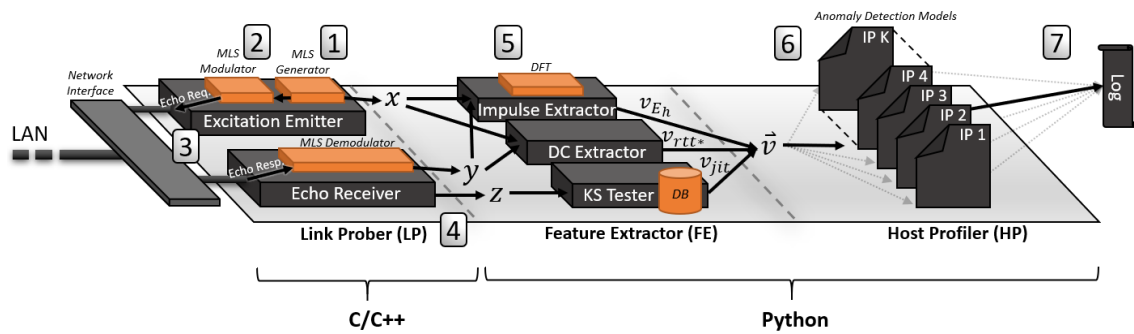 Anomaly Detection Models
2
1
5
6
7
MLS
Modulator
MLS
Generator
DFT
IP K
IP 4
IP 3
IP 2
IP 1
Network
Interface
Echo Req.
Excitation Emitter
x
Impulse Extractor
v_{E_h}
Log
LAN
3
MLS Demodulator
Echo Resp.
Echo Receiver
y
DC Extractor
v_{rtt*}
\vec{v}
v_{jit}
z
KS Tester
DB
4
Link Prober (LP)
Feature Extractor (FE)
Host Profiler (HP)
C/C++
Python